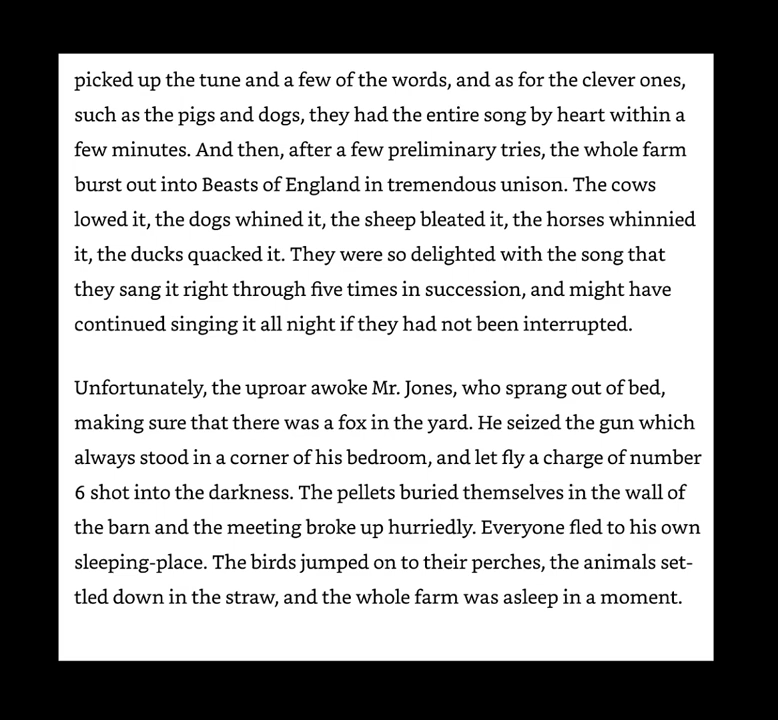 picked up the tune and a few of the words, and as for the clever ones,
such as the pigs and dogs, they had the entire song by heart within a
few minutes. And then, after a few preliminary tries, the whole farm
burst out into Beasts of England in tremendous unison. The cows
lowed it, the dogs whined it, the sheep bleated it, the horses whinnied
it, the ducks quacked it. They were so delighted with the song that
they sang it right through five times in succession, and might have
continued singing it all night if they had not been interrupted.
Unfortunately, the uproar awoke Mr. Jones, who sprang out of bed,
making sure that there was a fox in the yard. He seized the gun which
always stood in a corner of his bedroom, and let fly a charge of number
6 shot into the darkness. The pellets buried themselves in the wall of
the barn and the meeting broke up hurriedly. Everyone fled to his own
sleeping-place. The birds jumped on to their perches, the animals set-
tled down in the straw, and the whole farm was asleep in a moment.